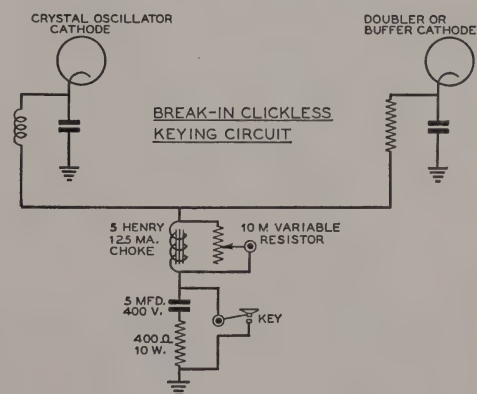 CRYSTAL OSCILLATOR
CATHODE
DOUBLER OR
BUFFER CATHODE
BREAK-IN CLICKLESS
KEYING CIRCUIT
5 HENRY
125 MA.
CHOKE
10 M VARIABLE
RESISTOR
.5 MFD.
400 V.
KEY
400Ω
10 W.